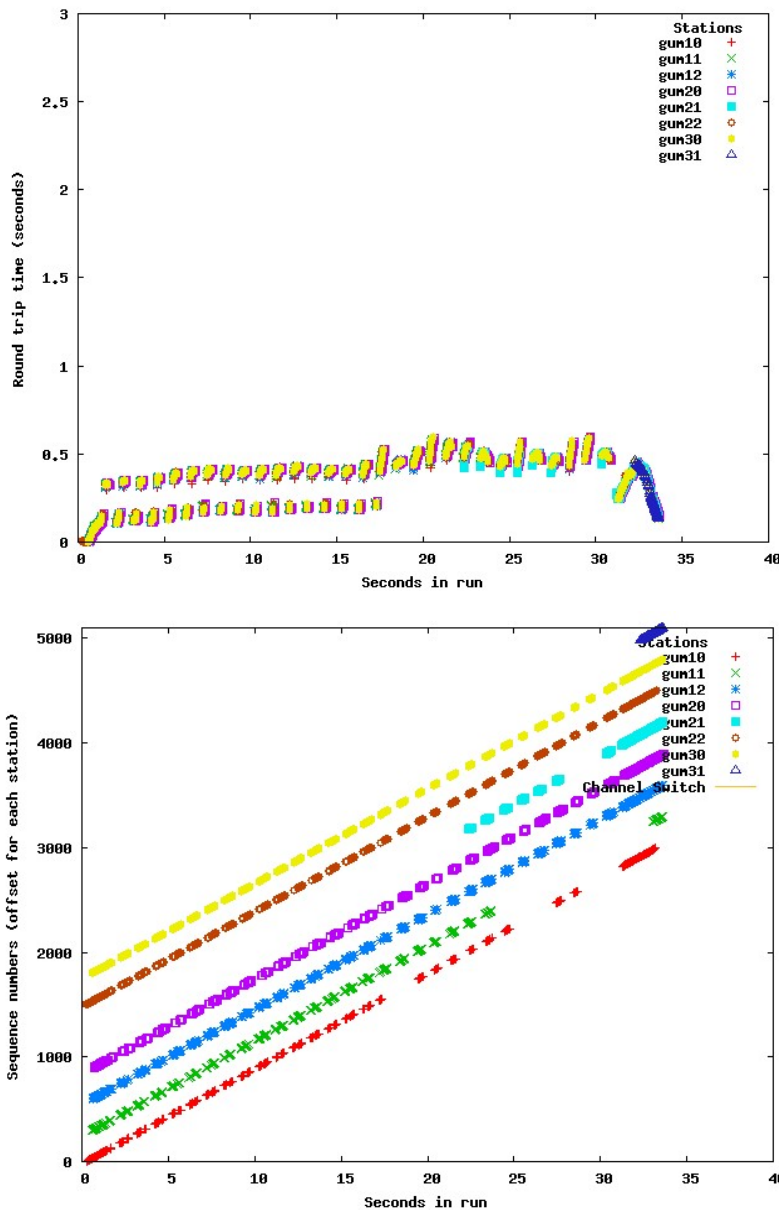 3
2.5
2
1.5
1
0.5
0
Round trip time (seconds)
Stations
gum10
gum11
gum12
gum20
gum21
gum22
gum30
gum31
0 5 10 15 20 25 30 35 40
Seconds in run
5000
4000
3000
2000
1000
0
Sequence numbers (offset for each station)
Stations
gum10
gum11
gum12
gum20
gum21
gum22
gum30
gum31
Channel Switch
0 5 10 15 20 25 30 35 40
Seconds in run